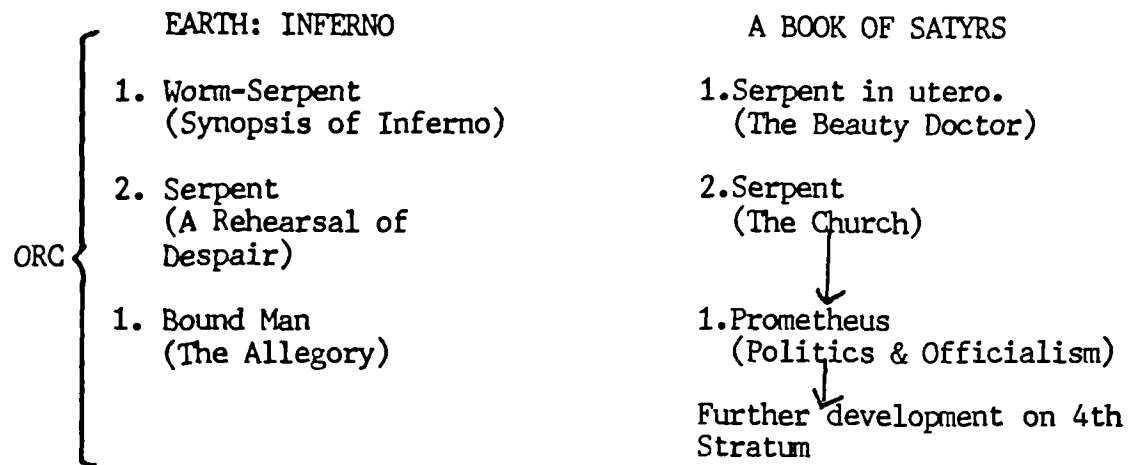 EARTH: INFERNO
1. Worm-Serpent
(Synopsis of Inferno)
2. Serpent
(A Rehearsal of
Despair)
ORC
1. Bound Man
(The Allegory)
A BOOK OF SATYRS
1.Serpent in utero.
(The Beauty Doctor)
2.Serpent
(The Church)
1.Prometheus
(Politics & Officialism)
Further development on 4th
Stratum